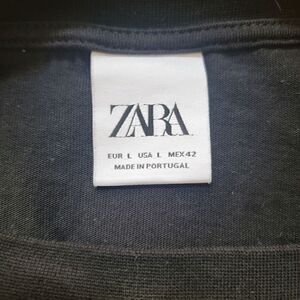 ZARA
EUR L USA L MEX 42
MADE IN PORTUGAL